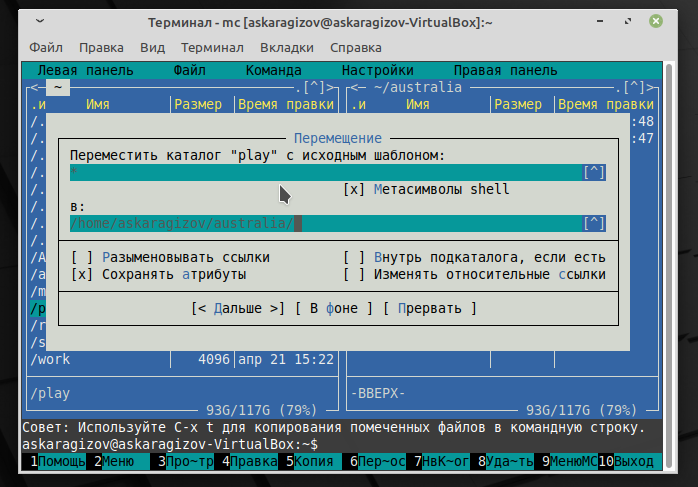 Терминал - mc [askaragizov@askaragizov-VirtualBox]:~
Файл Правка Вид Терминал Вкладки Справка
Левая панель Файл Команда Настройки Правая панель
<— ~ .[^]> <— ~/australia .[^]>
.и Имя Размер Время правки .и Имя Размер Время правки
/. :48
/. :47
Перемещение
Переместить каталог "play" с исходным шаблоном:
* [^]
[x] Метасимволы shell
в:
/home/askaragizov/australia/ [^]
[ ] Разыменовывать ссылки [ ] Внутрь подкаталога, если есть
[x] Сохранять атрибуты [ ] Изменять относительные ссылки
[< Дальше >] [ В фоне ] [ Прервать ]
/.
/.
/.
/.
/.
/.
/A
/a
/m
/p
/r
/s
/work 4096 апр 21 15:22
/play -ВВЕРХ-
93G/117G (79%) 93G/117G (79%)
Совет: Используйте C-x t для копирования помеченных файлов в командную строку.
askaragizov@askaragizov-VirtualBox:~$
1Помощь 2Меню 3Про~тр 4Правка 5Копия 6Пер~ос 7НвК~ог 8Уда~ть 9МенюMC 10Выход